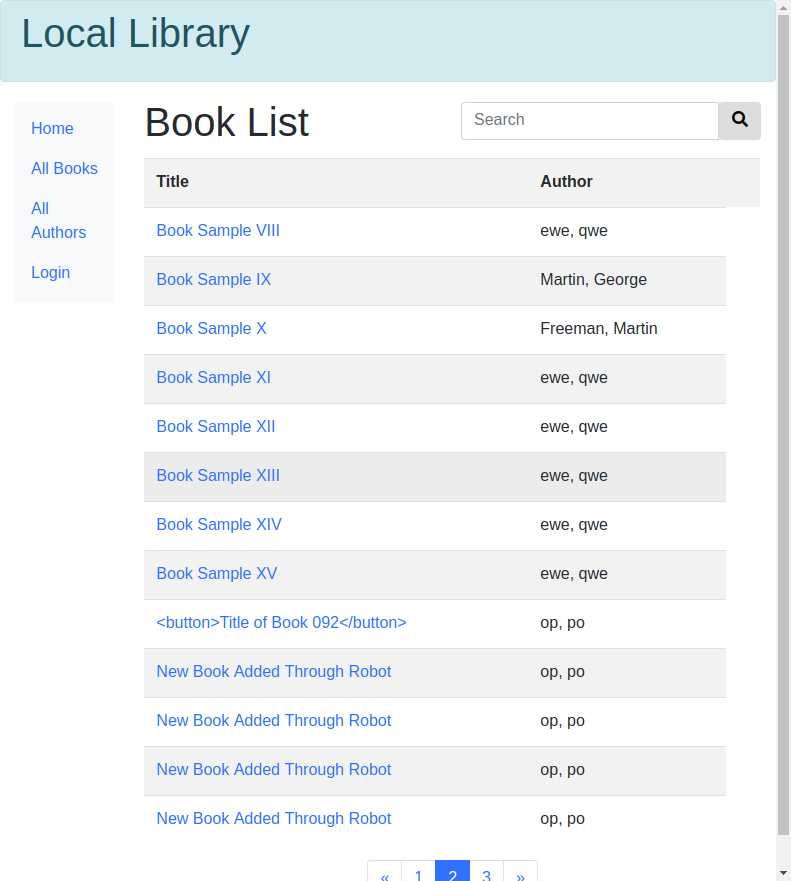 Local Library
Home
All Books
All
Authors
Login
Book List
Search
Title Author
Book Sample VIII ewe, qwe
Book Sample IX Martin, George
Book Sample X Freeman, Martin
Book Sample XI ewe, qwe
Book Sample XII ewe, qwe
Book Sample XIII ewe, qwe
Book Sample XIV ewe, qwe
Book Sample XV ewe, qwe
<button>Title of Book 092</button> op, po
New Book Added Through Robot op, po
New Book Added Through Robot op, po
New Book Added Through Robot op, po
New Book Added Through Robot op, po
« 1 2 3 »